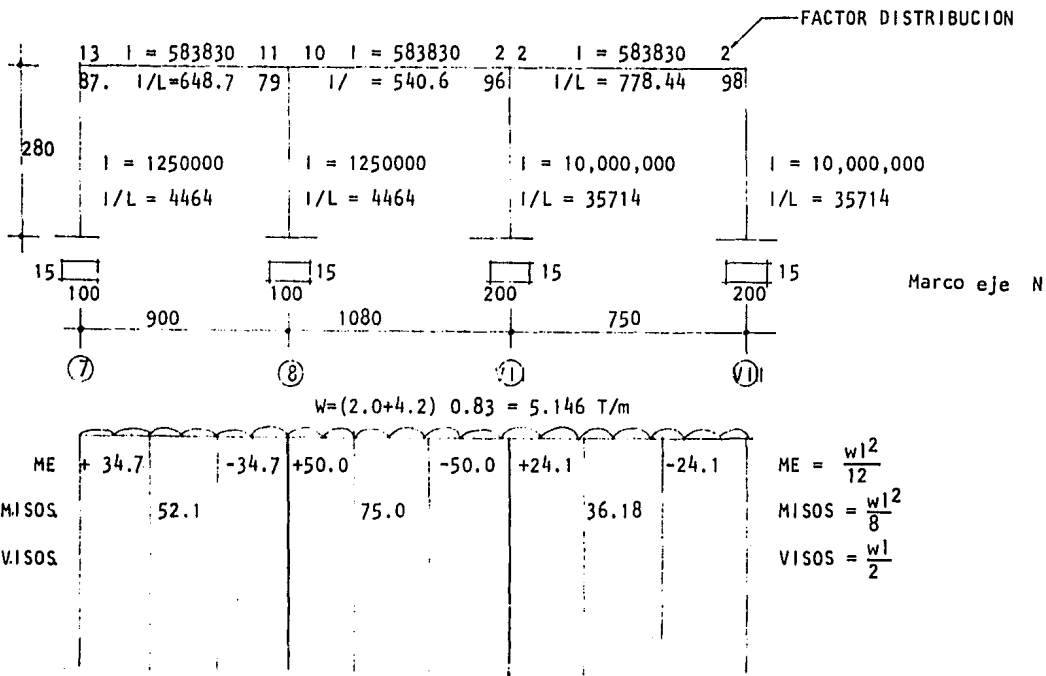 FACTOR DISTRIBUCION
13 I = 583830 11 10 I = 583830 2 2 I = 583830 2
87. I/L=648.7 79 I/ = 540.6 96 I/L = 778.44 98
280
I = 1250000 I = 1250000 I = 10,000,000 I = 10,000,000
I/L = 4464 I/L = 4464 I/L = 35714 I/L = 35714
15 15 15 15
100 100 200 200
Marco eje N
900 1080 750
7 8 VII VIII
W=(2.0+4.2) 0.83 = 5.146 T/m
ME + 34.7 -34.7 +50.0 -50.0 +24.1 -24.1 ME = wl²/12
M.ISOS. 52.1 75.0 36.18 MISOS = wl²/8
V.ISOS. VISOS = wl/2